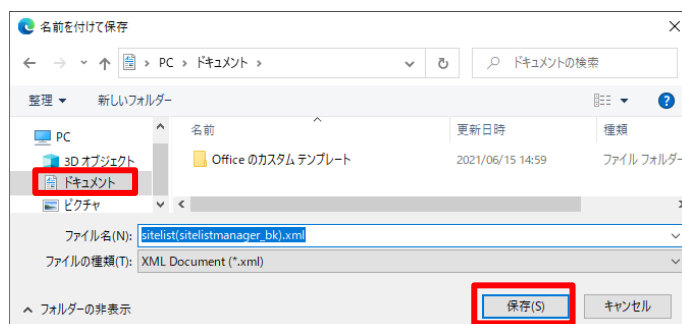 名前を付けて保存
PC › ドキュメント ›
ドキュメントの検索
整理 新しいフォルダー
名前 更新日時 種類
PC
3D オブジェクト
ドキュメント
ピクチャ
Office のカスタム テンプレート 2021/06/15 14:59 ファイル フォルダー
ファイル名(N): sitelist(sitelistmanager_bk).xml
ファイルの種類(T): XML Document (*.xml)
フォルダーの非表示
保存(S) キャンセル